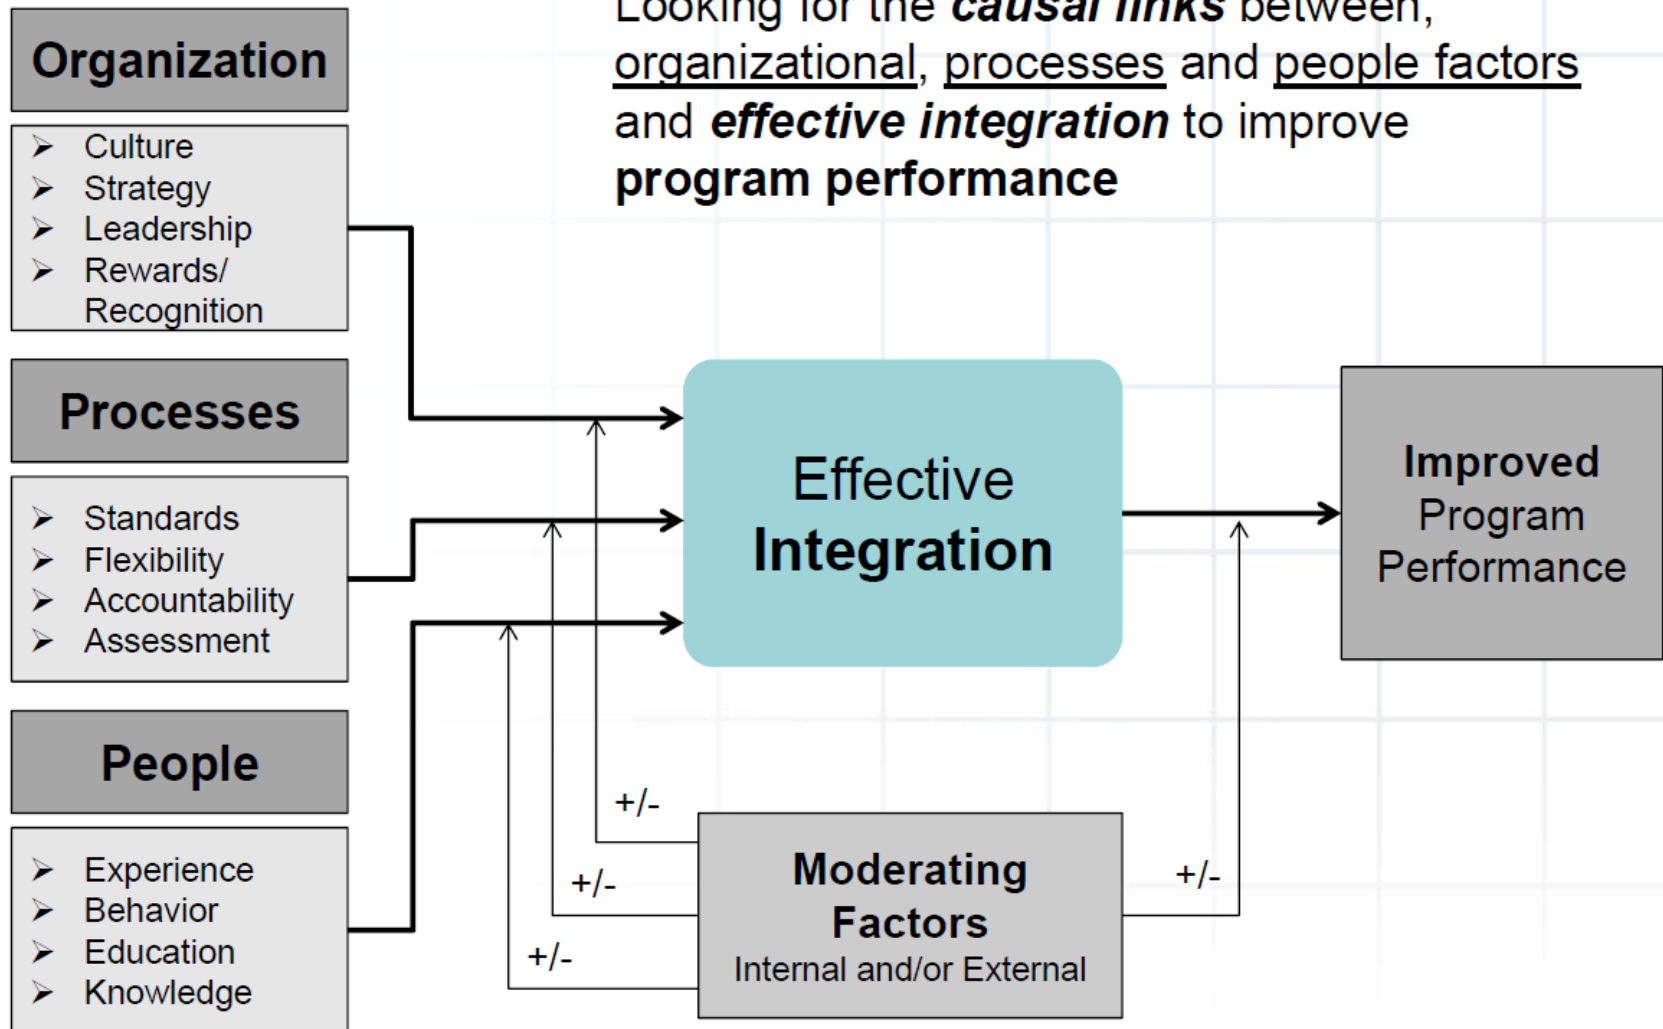 Looking for the causal links between,
organizational, processes and people factors
and effective integration to improve
program performance
Organization
➢ Culture
➢ Strategy
➢ Leadership
➢ Rewards/
Recognition
Processes
➢ Standards
➢ Flexibility
➢ Accountability
➢ Assessment
People
➢ Experience
➢ Behavior
➢ Education
➢ Knowledge
Effective
Integration
Improved
Program
Performance
+/-
+/-
+/-
Moderating
Factors
Internal and/or External
+/-